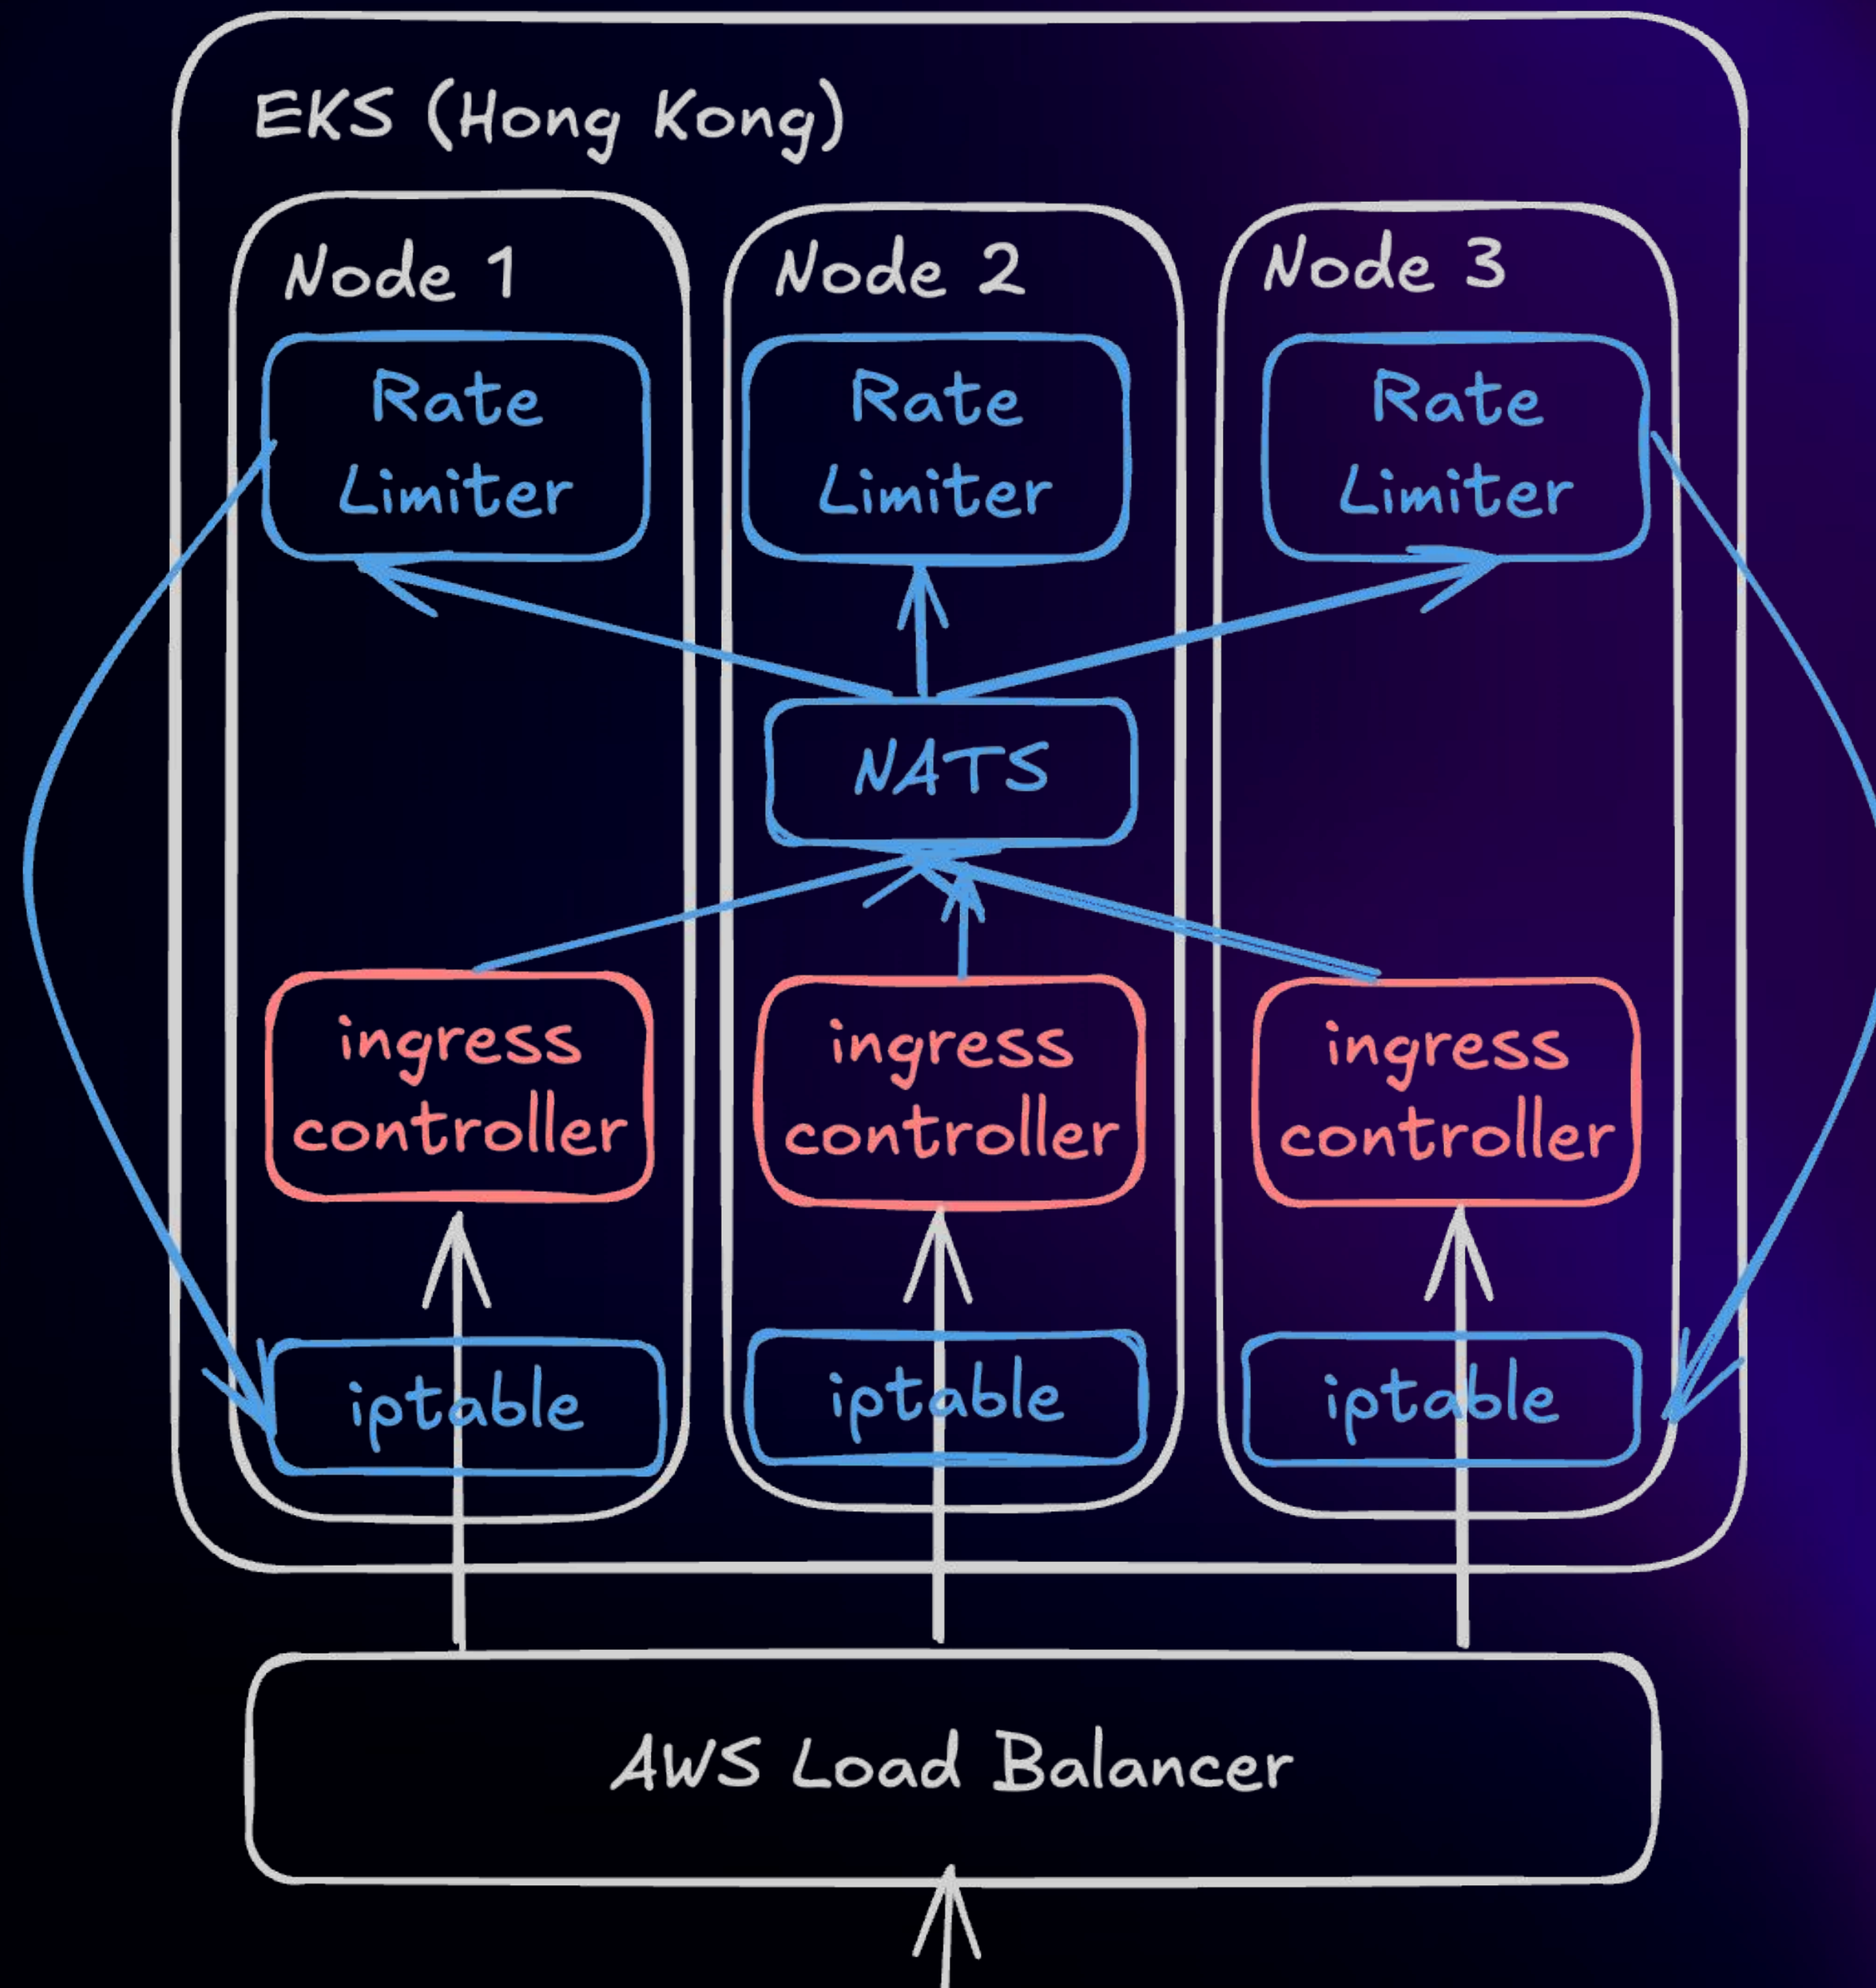 EKS (Hong Kong)
Node 1
Node 2
Node 3
Rate
Limiter
Rate
Limiter
Rate
Limiter
NATS
ingress
controller
ingress
controller
ingress
controller
iptable
iptable
iptable
AWS Load Balancer